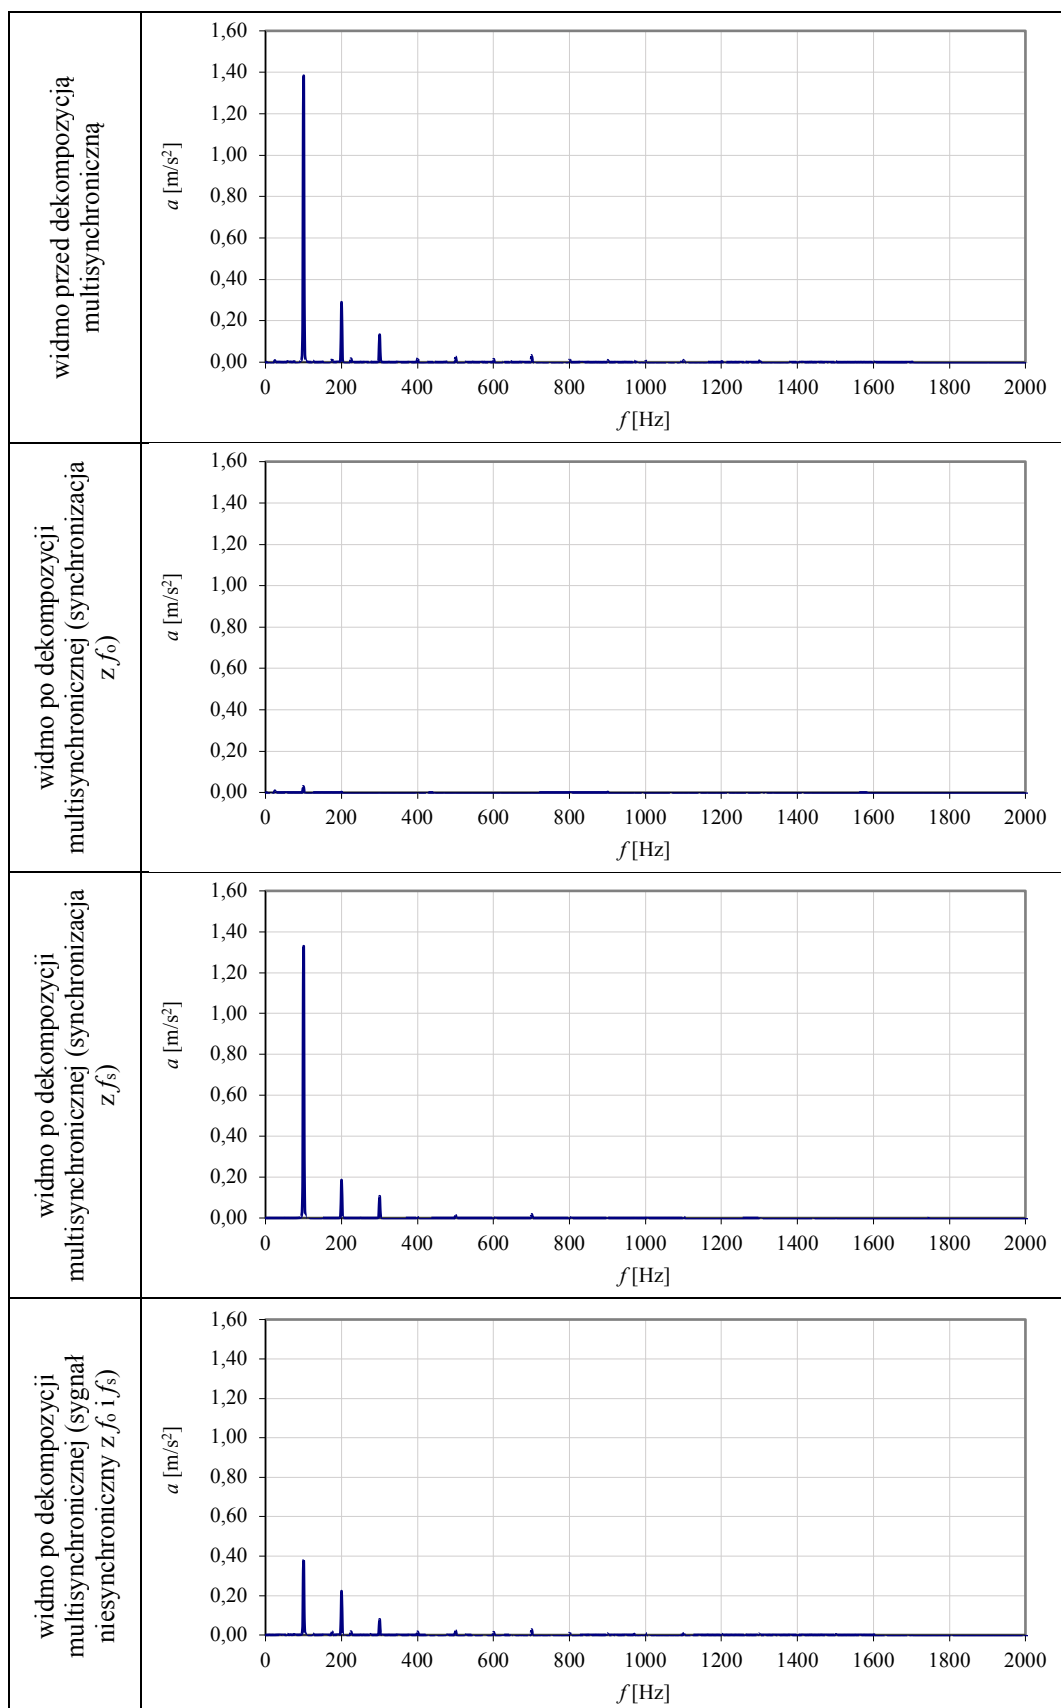 widmo przed dekompozycją
multisynchroniczną
1,60
1,40
1,20
1,00
0,80
0,60
0,40
0,20
0,00
a [m/s²]
0 200 400 600 800 1000 1200 1400 1600 1800 2000
f [Hz]
widmo po dekompozycji
multisynchronicznej (synchronizacja
z fo)
1,60
1,40
1,20
1,00
0,80
0,60
0,40
0,20
0,00
a [m/s²]
0 200 400 600 800 1000 1200 1400 1600 1800 2000
f [Hz]
widmo po dekompozycji
multisynchronicznej (synchronizacja
z fs)
1,60
1,40
1,20
1,00
0,80
0,60
0,40
0,20
0,00
a [m/s²]
0 200 400 600 800 1000 1200 1400 1600 1800 2000
f [Hz]
widmo po dekompozycji
multisynchronicznej (sygnał
niesynchroniczny z fo i fs)
1,60
1,40
1,20
1,00
0,80
0,60
0,40
0,20
0,00
a [m/s²]
0 200 400 600 800 1000 1200 1400 1600 1800 2000
f [Hz]